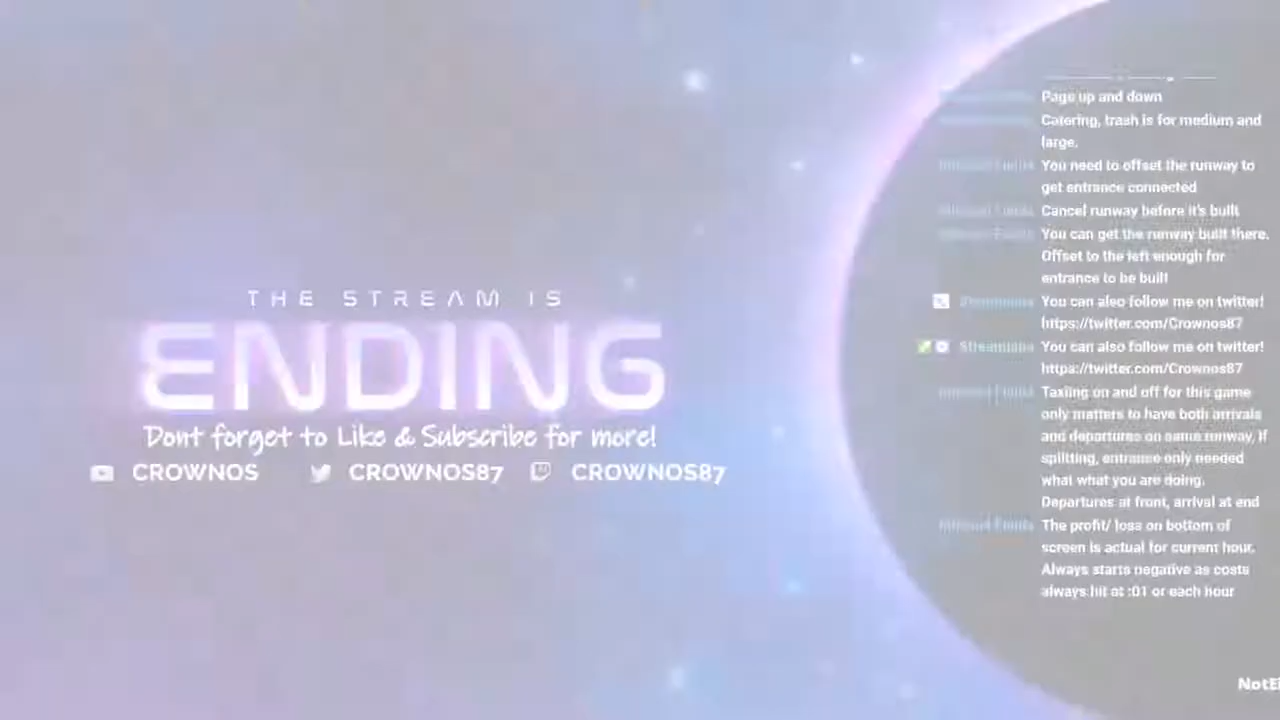 THE STREAM IS
ENDING
Dont forget to Like & Subscribe for more!
CROWNOS CROWNOS87 CROWNOS87
Page up and down
Catering, trash is for medium and
large.
You need to offset the runway to
get entrance connected
Cancel runway before it's built
You can get the runway built there.
Offset to the left enough for
entrance to be built
You can also follow me on twitter!
https://twitter.com/Crownos87
You can also follow me on twitter!
https://twitter.com/Crownos87
Taxiing on and off for this game
only matters to have both arrivals
and departures on same runway, if
splitting, entrance only needed
what what you are doing.
Departures at front, arrival at end
The profit/ loss on bottom of
screen is actual for current hour.
Always starts negative as costs
always hit at :01 or each hour